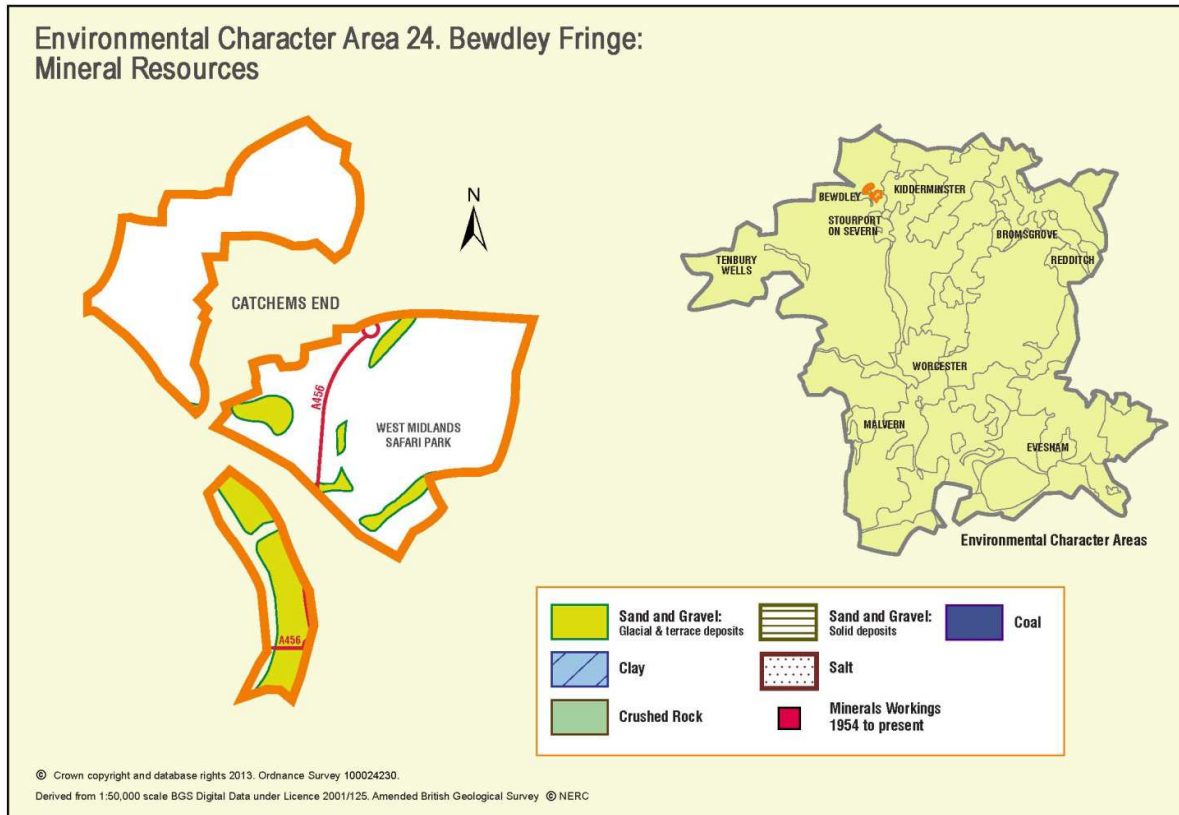 Environmental Character Area 24. Bewdley Fringe:
Mineral Resources
N
CATCHEMS END
A456
WEST MIDLANDS
SAFARI PARK
A456
BEWDLEY
KIDDERMINSTER
STOURPORT
ON SEVERN
BROMSGROVE
REDDITCH
TENBURY
WELLS
WORCESTER
MALVERN
EVESHAM
Environmental Character Areas
Sand and Gravel:
Glacial & terrace deposits
Sand and Gravel:
Solid deposits
Coal
Clay
Salt
Crushed Rock
Minerals Workings
1954 to present
© Crown copyright and database rights 2013. Ordnance Survey 100024230.
Derived from 1:50,000 scale BGS Digital Data under Licence 2001/125. Amended British Geological Survey © NERC